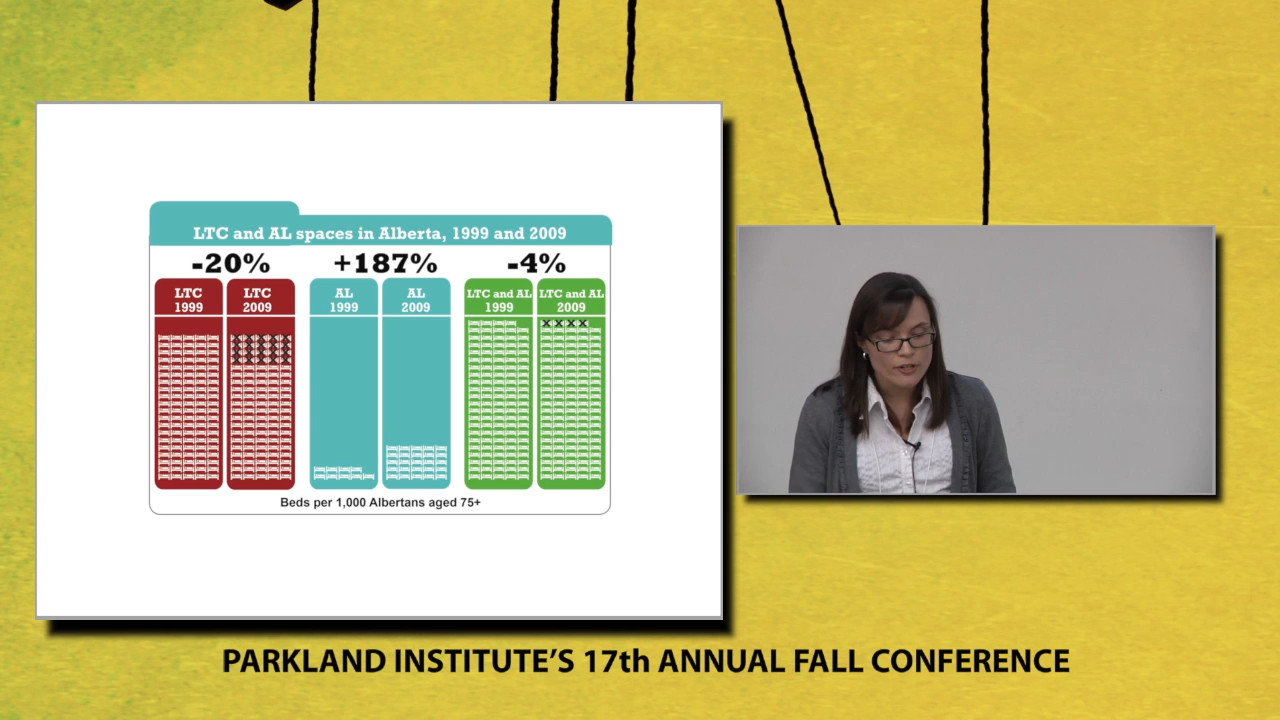 LTC and AL spaces in Alberta, 1999 and 2009
-20% +187% -4%
LTC 1999
LTC 2009
AL 1999
AL 2009
LTC and AL 1999
LTC and AL 2009
Beds per 1,000 Albertans aged 75+
PARKLAND INSTITUTE'S 17th ANNUAL FALL CONFERENCE